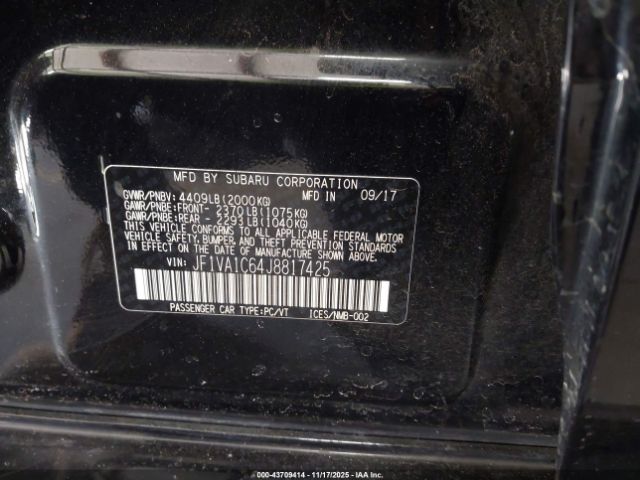 MFD BY SUBARU CORPORATION
GVWR/PNBV: 4409LB(2000KG) MFD IN 09/17
GAWR/PNBE:FRONT- 2370LB(1075KG)
GAWR/PNBE:REAR - 2293LB(1040KG)
THIS VEHICLE CONFORMS TO ALL APPLICABLE FEDERAL MOTOR
VEHICLE SAFETY, BUMPER, AND THEFT PREVENTION STANDARDS
IN EFFECT ON THE DATE OF MANUFACTURE SHOWN ABOVE.
VIN: JF1VA1C64J8817425
PASSENGER CAR TYPE:PC/VT ICES/NMB-002
000-43709414 - 11/17/2025 - IAAI.CA